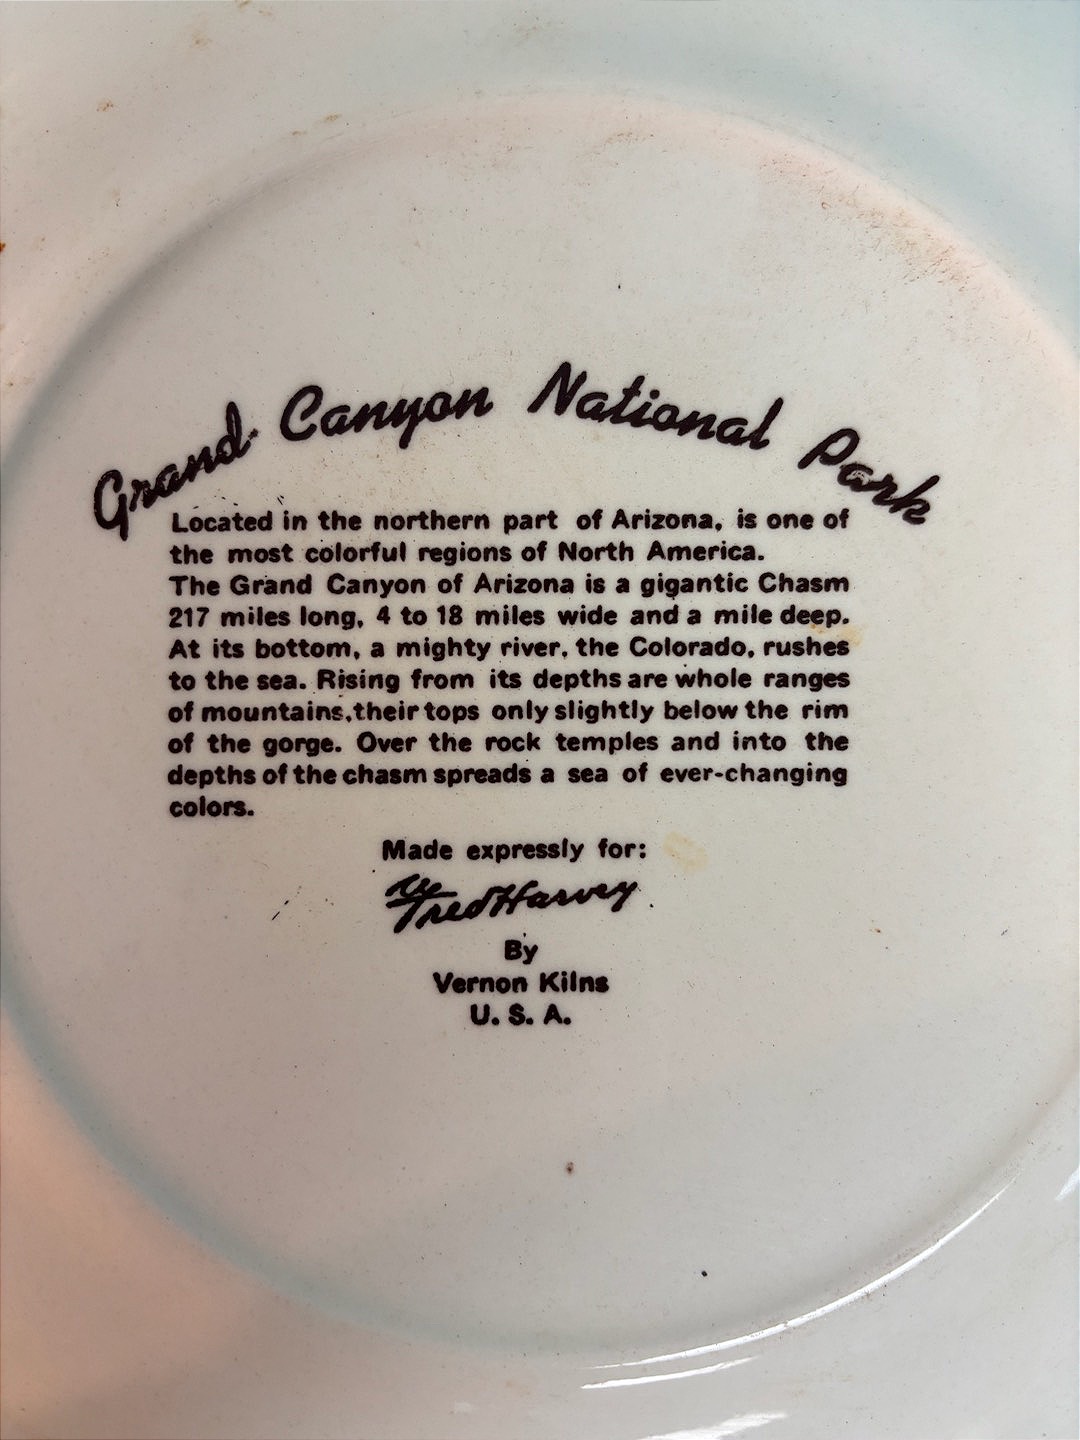 Grand Canyon National Park
Located in the northern part of Arizona, is one of
the most colorful regions of North America.
The Grand Canyon of Arizona is a gigantic Chasm
217 miles long, 4 to 18 miles wide and a mile deep.
At its bottom, a mighty river, the Colorado, rushes
to the sea. Rising from its depths are whole ranges
of mountains, their tops only slightly below the rim
of the gorge. Over the rock temples and into the
depths of the chasm spreads a sea of ever-changing
colors.
Made expressly for:
Fred Harvey
By
Vernon Kilns
U. S. A.